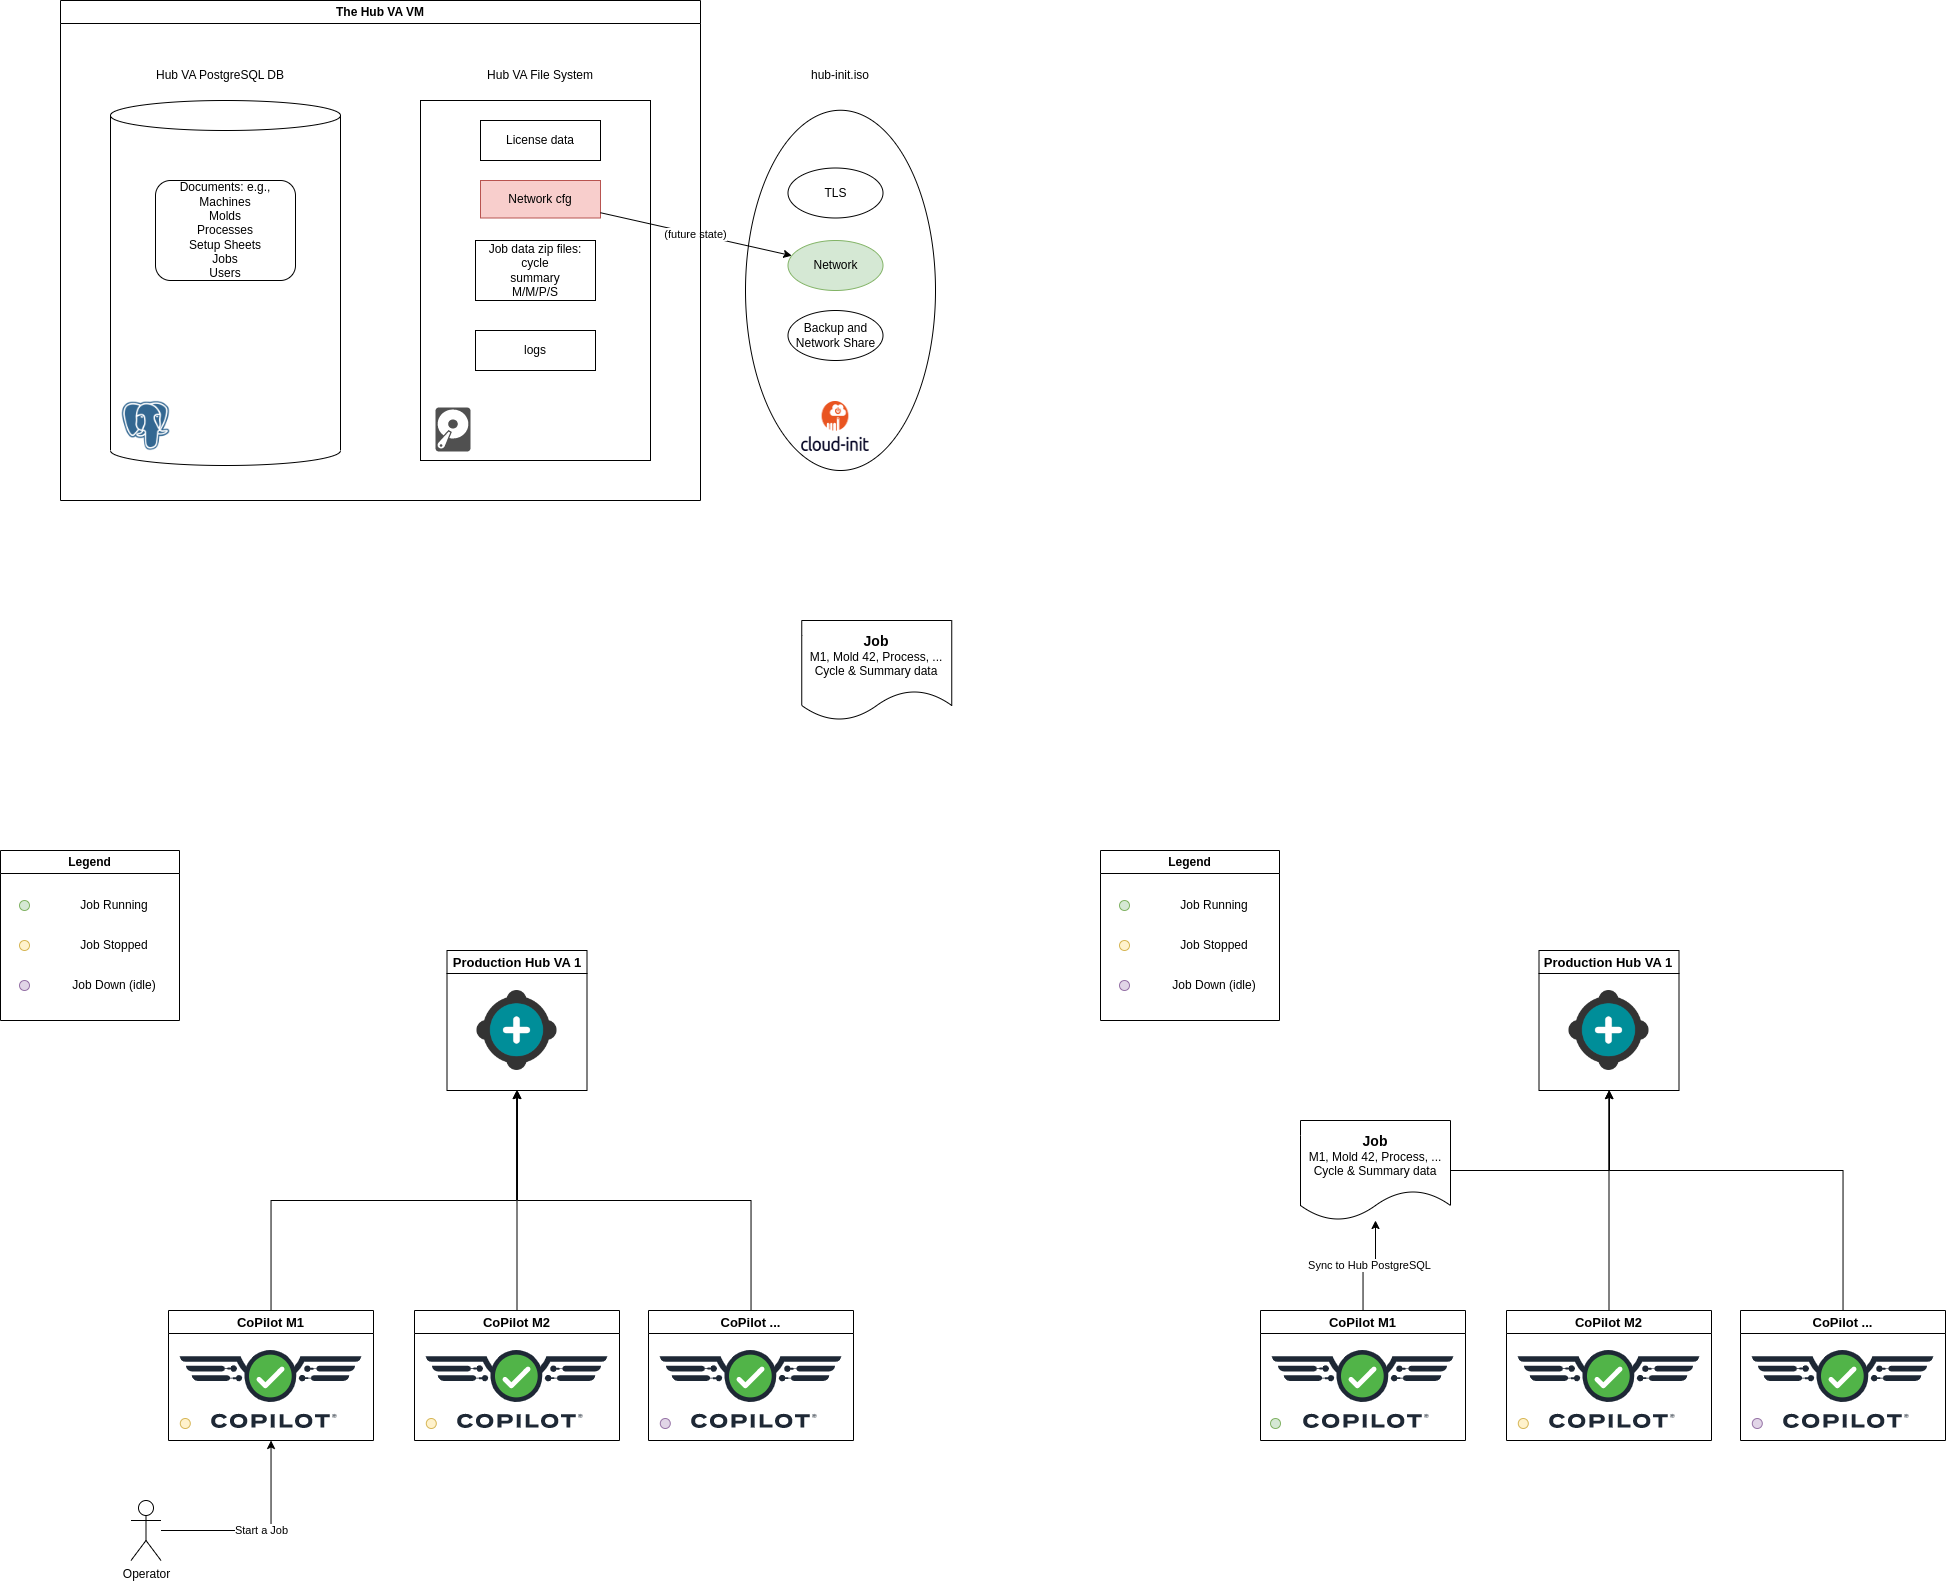 The Hub VA VM
Hub VA PostgreSQL DB
Hub VA File System
hub-init.iso
Documents: e.g.,
Machines
Molds
Processes
Setup Sheets
Jobs
Users
License data
Network cfg
Job data zip files:
cycle
summary
M/M/P/S
logs
(future state)
TLS
Network
Backup and
Network Share
cloud-init
Job
M1, Mold 42, Process, ...
Cycle & Summary data
Legend
Job Running
Job Stopped
Job Down (idle)
Production Hub VA 1
CoPilot M1
COPILOT®
CoPilot M2
COPILOT®
CoPilot ...
COPILOT®
Start a Job
Operator
Legend
Job Running
Job Stopped
Job Down (idle)
Production Hub VA 1
Job
M1, Mold 42, Process, ...
Cycle & Summary data
Sync to Hub PostgreSQL
CoPilot M1
COPILOT®
CoPilot M2
COPILOT®
CoPilot ...
COPILOT®